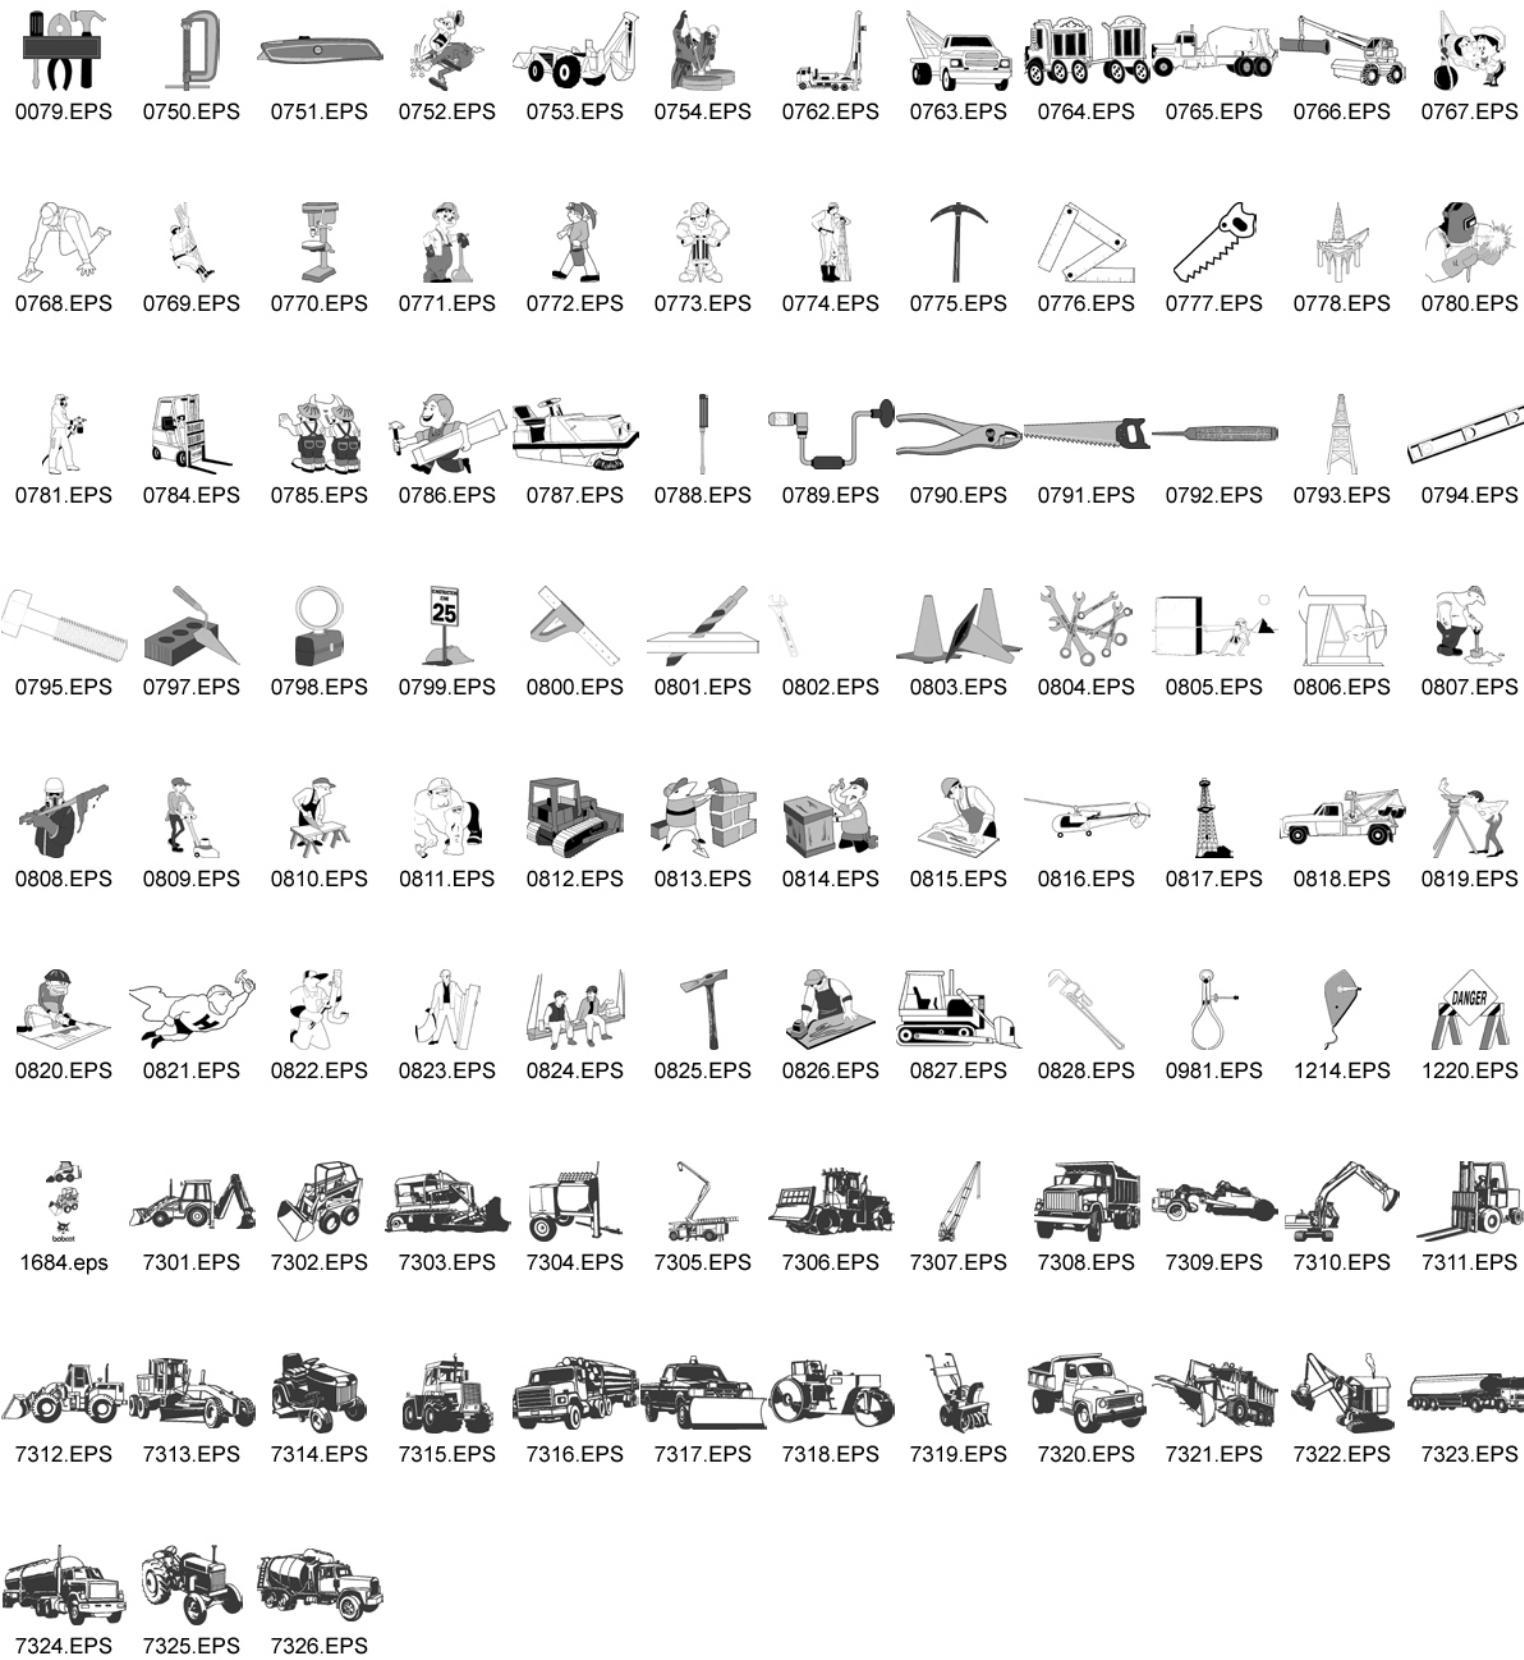 0079.EPS 0750.EPS 0751.EPS 0752.EPS 0753.EPS 0754.EPS 0762.EPS 0763.EPS 0764.EPS 0765.EPS 0766.EPS 0767.EPS
0768.EPS 0769.EPS 0770.EPS 0771.EPS 0772.EPS 0773.EPS 0774.EPS 0775.EPS 0776.EPS 0777.EPS 0778.EPS 0780.EPS
0781.EPS 0784.EPS 0785.EPS 0786.EPS 0787.EPS 0788.EPS 0789.EPS 0790.EPS 0791.EPS 0792.EPS 0793.EPS 0794.EPS
CONSTRUCTION
ZONE
25
0795.EPS 0797.EPS 0798.EPS 0799.EPS 0800.EPS 0801.EPS 0802.EPS 0803.EPS 0804.EPS 0805.EPS 0806.EPS 0807.EPS
0808.EPS 0809.EPS 0810.EPS 0811.EPS 0812.EPS 0813.EPS 0814.EPS 0815.EPS 0816.EPS 0817.EPS 0818.EPS 0819.EPS
DANGER
0820.EPS 0821.EPS 0822.EPS 0823.EPS 0824.EPS 0825.EPS 0826.EPS 0827.EPS 0828.EPS 0981.EPS 1214.EPS 1220.EPS
bobcat
1684.eps 7301.EPS 7302.EPS 7303.EPS 7304.EPS 7305.EPS 7306.EPS 7307.EPS 7308.EPS 7309.EPS 7310.EPS 7311.EPS
7312.EPS 7313.EPS 7314.EPS 7315.EPS 7316.EPS 7317.EPS 7318.EPS 7319.EPS 7320.EPS 7321.EPS 7322.EPS 7323.EPS
7324.EPS 7325.EPS 7326.EPS